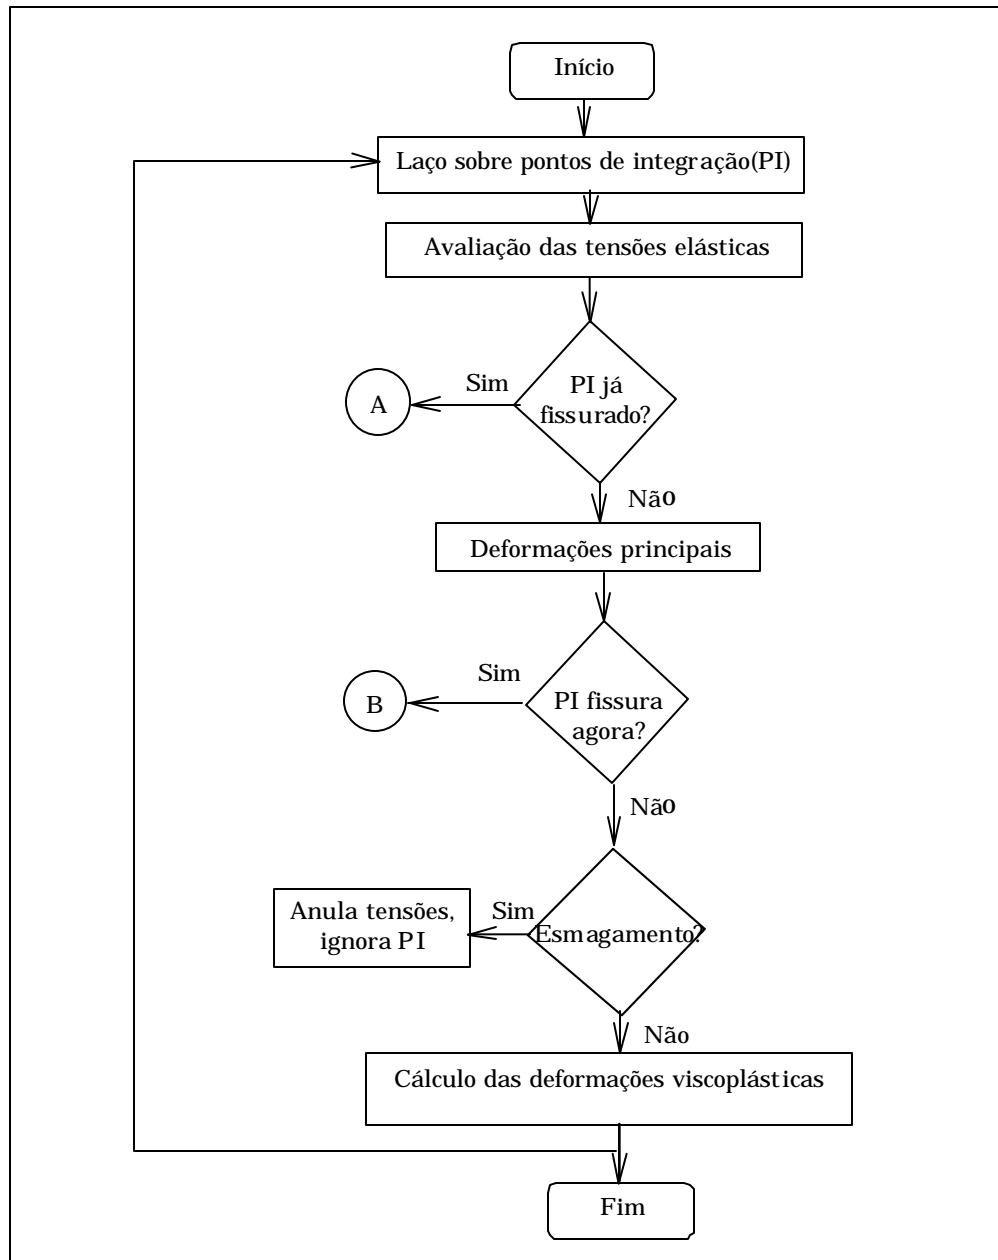 Início
Laço sobre pontos de integração(PI)
Avaliação das tensões elásticas
Sim
PI já
fissurado?
A
Não
Deformações principais
Sim
PI fissura
agora?
B
Não
Anula tensões,
ignora PI
Sim
Esmagamento?
Não
Cálculo das deformações viscoplásticas
Fim